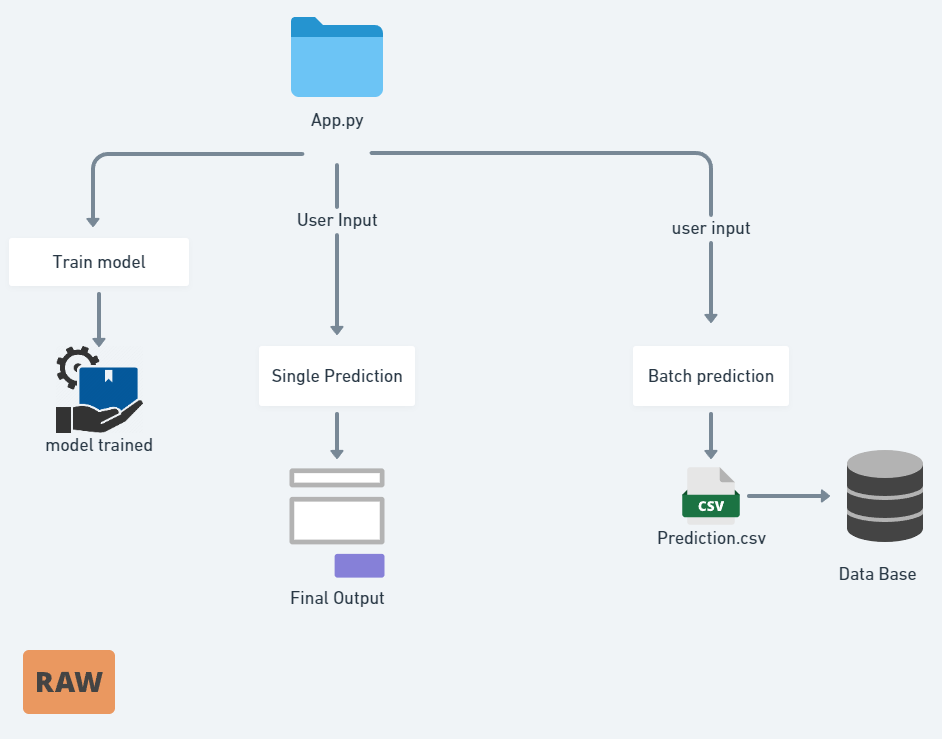 App.py
User Input
user input
Train model
Single Prediction
Batch prediction
model trained
CSV
Prediction.csv
Data Base
Final Output
RAW